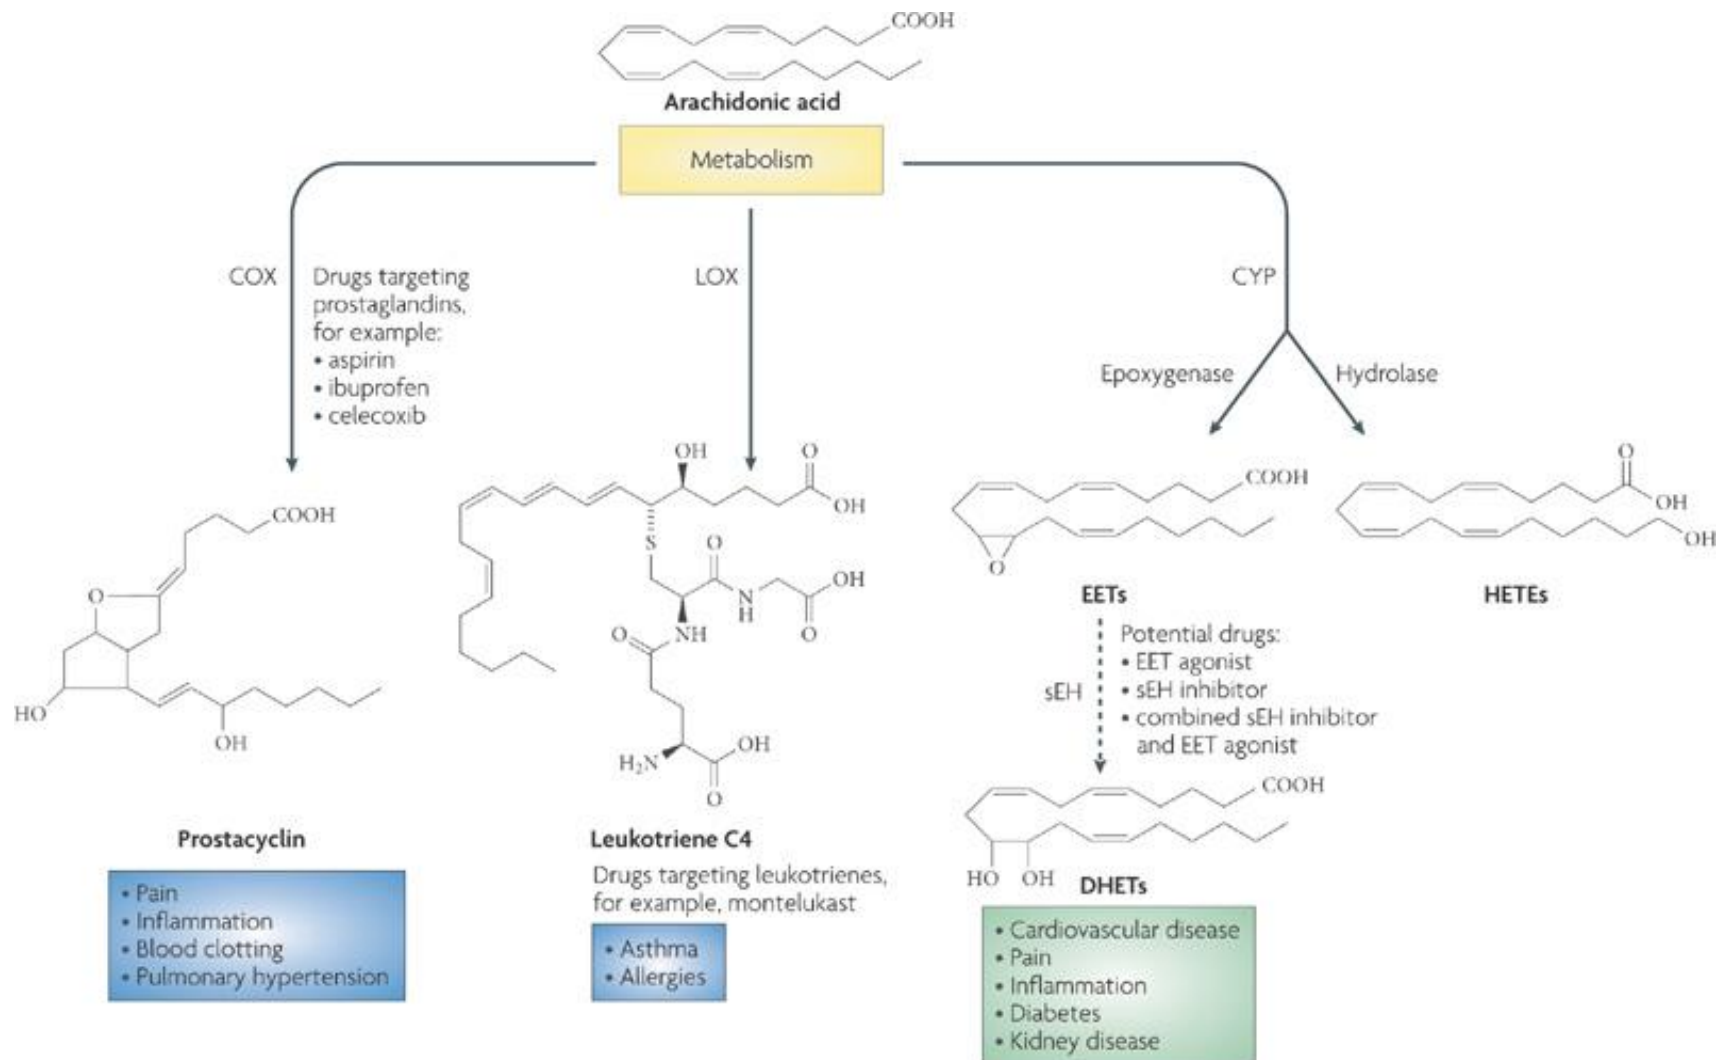 COOH
Arachidonic acid
Metabolism
COX
Drugs targeting
prostaglandins,
for example:
• aspirin
• ibuprofen
• celecoxib
LOX
CYP
Epoxygenase
Hydrolase
COOH
O
HO
OH
Prostacyclin
• Pain
• Inflammation
• Blood clotting
• Pulmonary hypertension
OH
O
OH
S
O
N
H
OH
O
O
NH
H₂N
OH
O
Leukotriene C4
Drugs targeting leukotrienes,
for example, montelukast
• Asthma
• Allergies
COOH
O
EETs
O
OH
OH
HETEs
sEH
Potential drugs:
• EET agonist
• sEH inhibitor
• combined sEH inhibitor
and EET agonist
COOH
HO
OH
DHETs
• Cardiovascular disease
• Pain
• Inflammation
• Diabetes
• Kidney disease